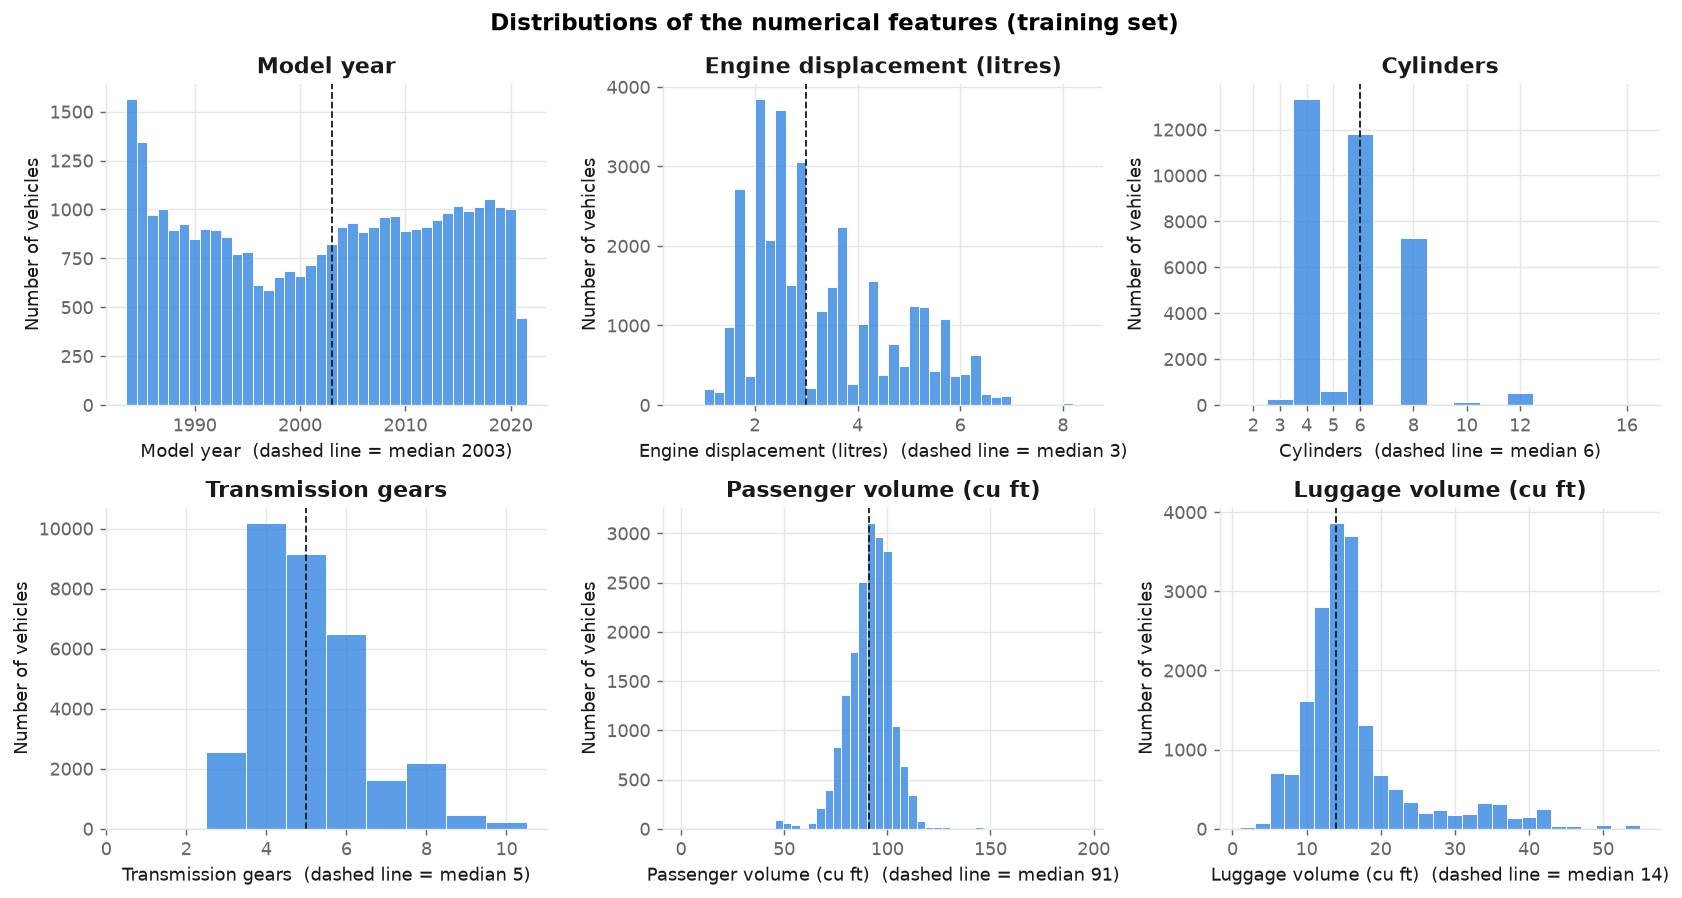 Distributions of the numerical features (training set)
Model year
Number of vehicles
1500
1250
1000
750
500
250
0
1990 2000 2010 2020
Model year (dashed line = median 2003)
Engine displacement (litres)
Number of vehicles
4000
3000
2000
1000
0
2 4 6 8
Engine displacement (litres) (dashed line = median 3)
Cylinders
Number of vehicles
12000
10000
8000
6000
4000
2000
0
2 3 4 5 6 8 10 12 16
Cylinders (dashed line = median 6)
Transmission gears
Number of vehicles
10000
8000
6000
4000
2000
0
0 2 4 6 8 10
Transmission gears (dashed line = median 5)
Passenger volume (cu ft)
Number of vehicles
3000
2500
2000
1500
1000
500
0
0 50 100 150 200
Passenger volume (cu ft) (dashed line = median 91)
Luggage volume (cu ft)
Number of vehicles
4000
3000
2000
1000
0
0 10 20 30 40 50
Luggage volume (cu ft) (dashed line = median 14)